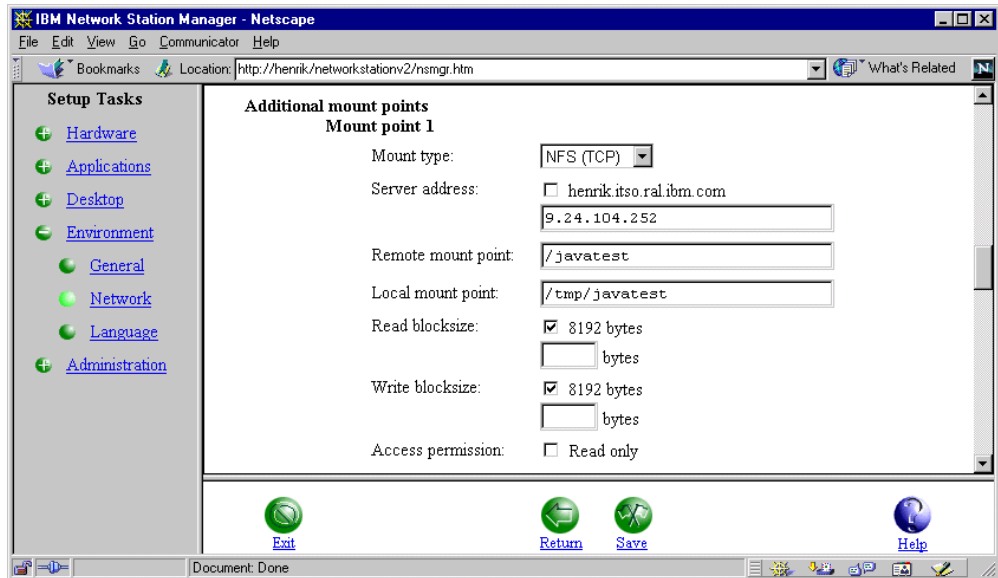 IBM Network Station Manager - Netscape
File Edit View Go Communicator Help
Bookmarks Location: http://henrik/networkstationv2/nsmgr.htm What's Related N
Setup Tasks
Hardware
Applications
Desktop
Environment
General
Network
Language
Administration
Additional mount points
Mount point 1
Mount type: NFS (TCP)
Server address: henrik.itso.ral.ibm.com
9.24.104.252
Remote mount point: /javatest
Local mount point: /tmp/javatest
Read blocksize: 8192 bytes
bytes
Write blocksize: 8192 bytes
bytes
Access permission: Read only
Exit Return Save Help
Document: Done